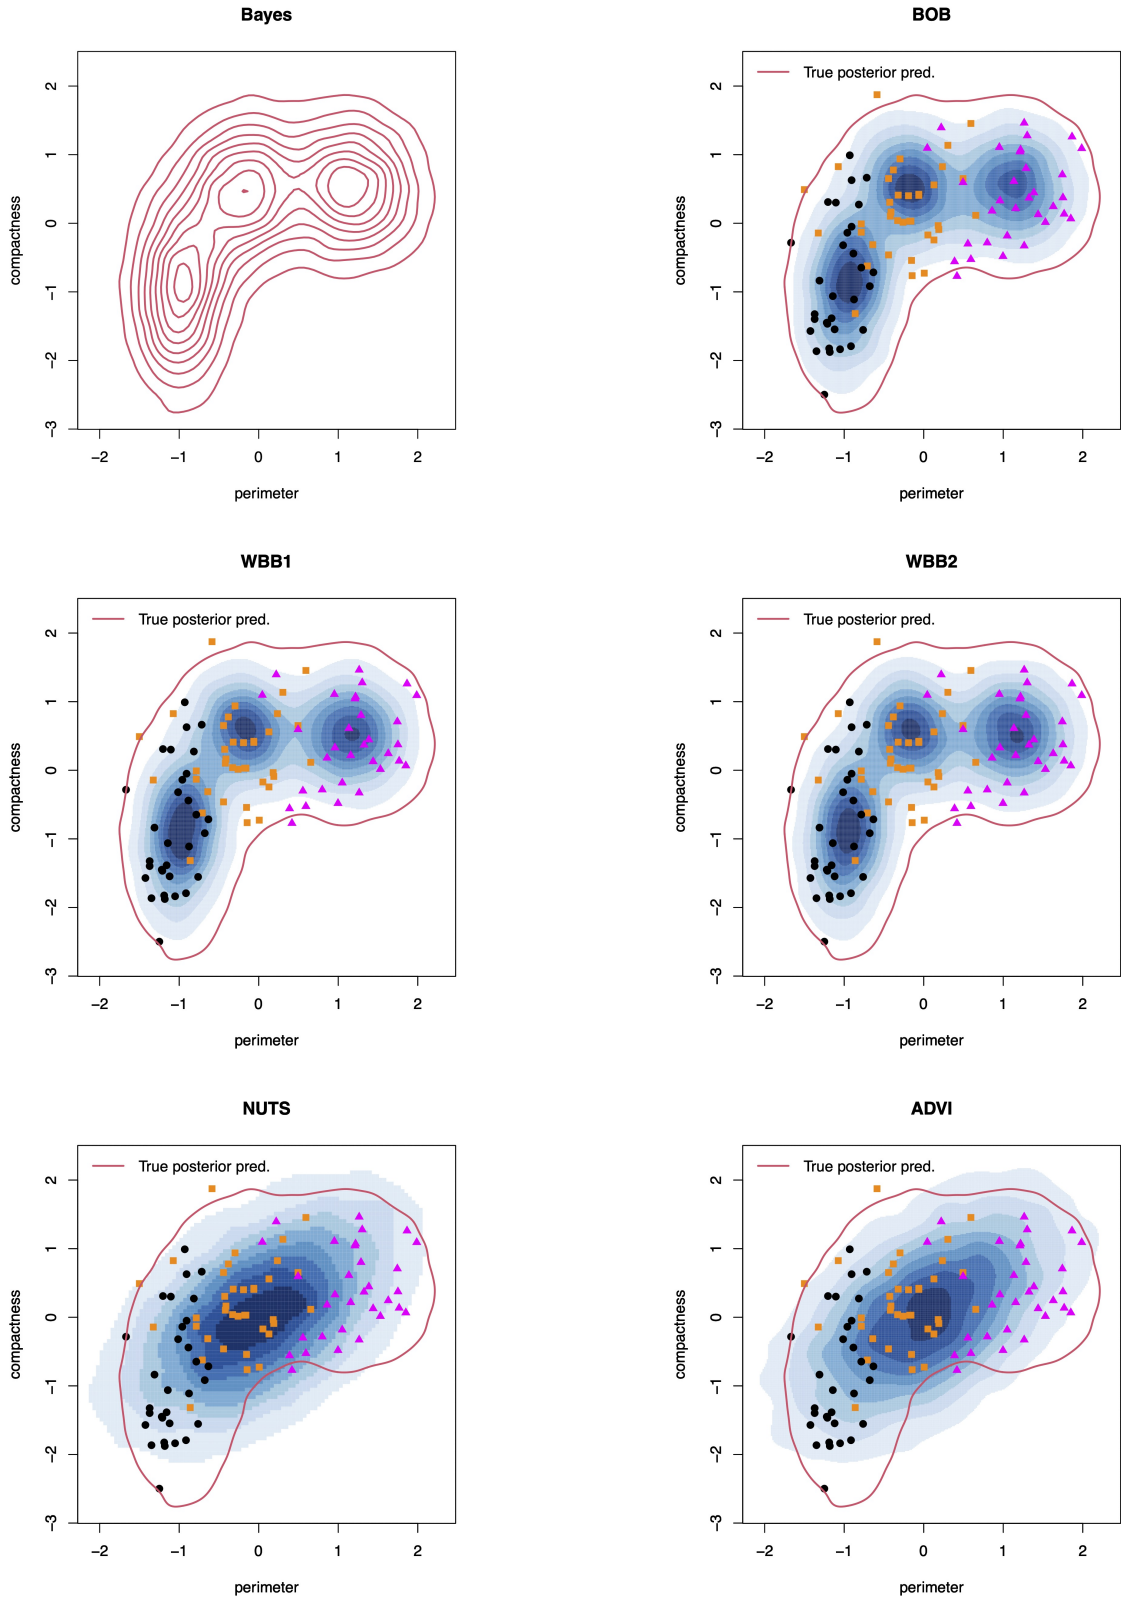 Bayes
2
1
0
−1
−2
−3
compactness
−2 −1 0 1 2
perimeter
BOB
True posterior pred.
2
1
0
−1
−2
−3
compactness
−2 −1 0 1 2
perimeter
WBB1
True posterior pred.
2
1
0
−1
−2
−3
compactness
−2 −1 0 1 2
perimeter
WBB2
True posterior pred.
2
1
0
−1
−2
−3
compactness
−2 −1 0 1 2
perimeter
NUTS
True posterior pred.
2
1
0
−1
−2
−3
compactness
−2 −1 0 1 2
perimeter
ADVI
True posterior pred.
2
1
0
−1
−2
−3
compactness
−2 −1 0 1 2
perimeter